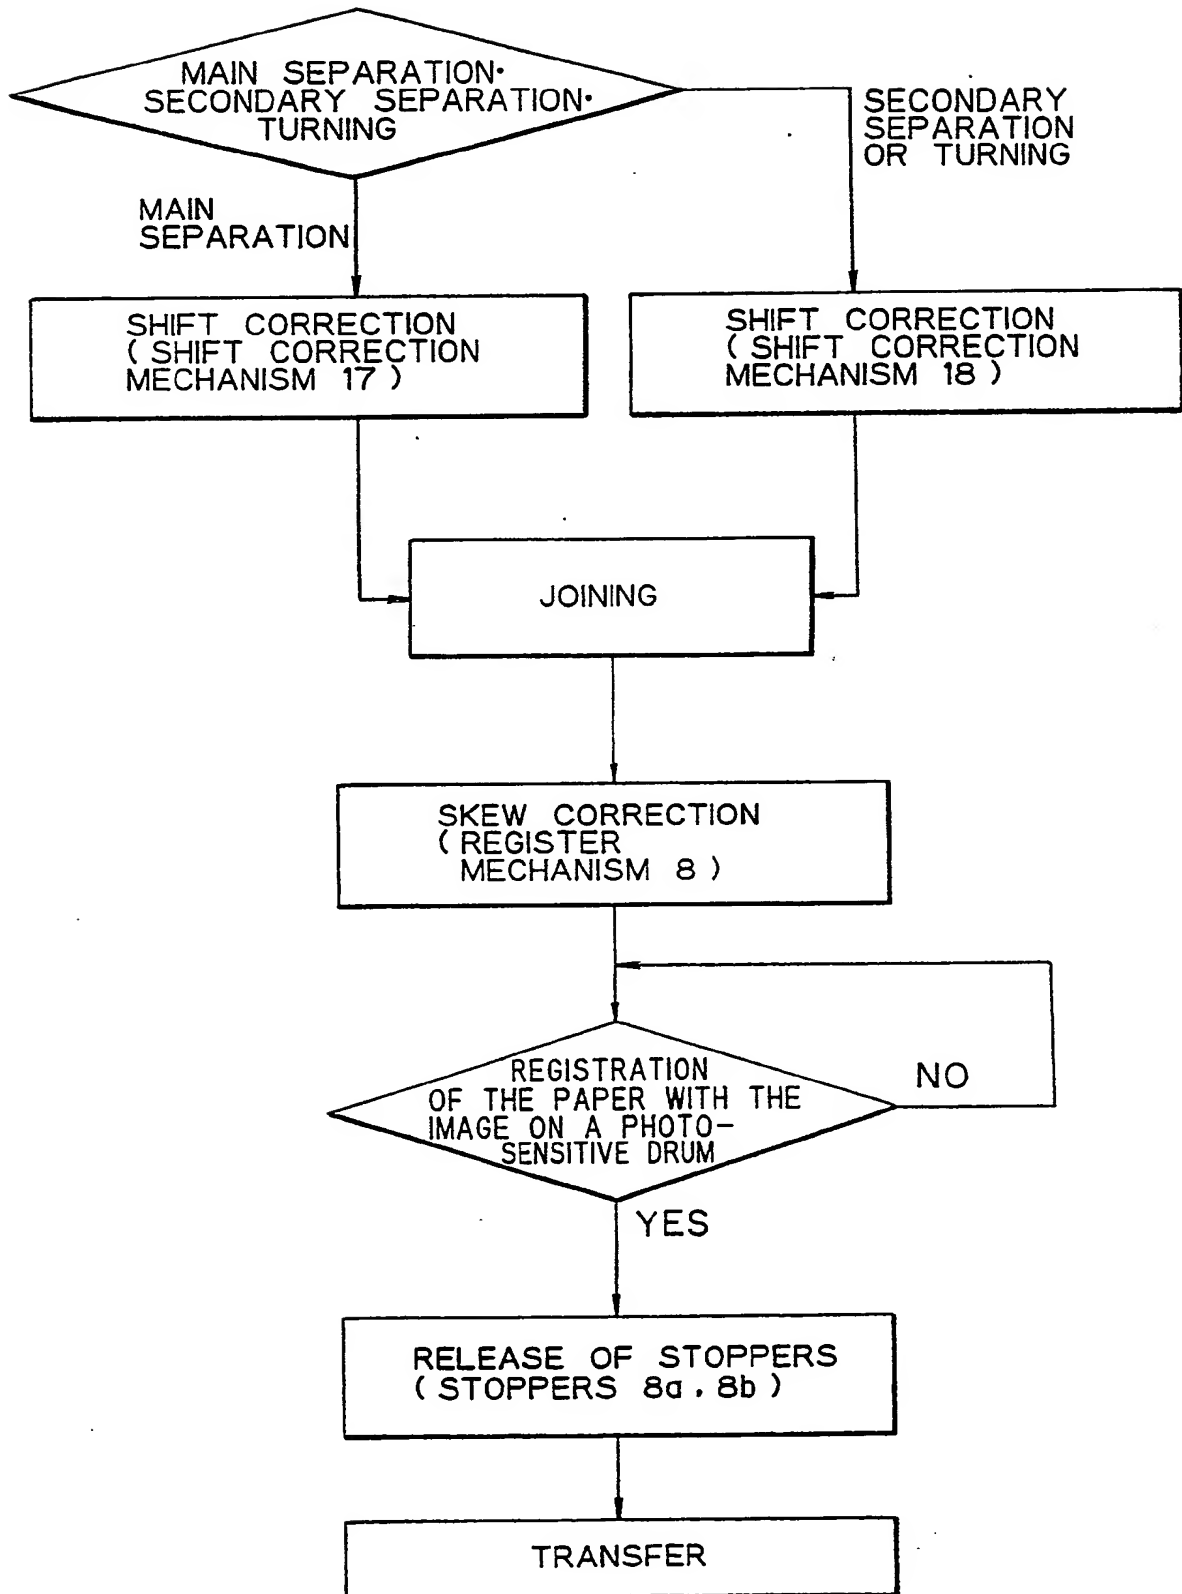 MAIN SEPARATION·
SECONDARY SEPARATION·
TURNING
SECONDARY
SEPARATION
OR TURNING
MAIN
SEPARATION
SHIFT CORRECTION
( SHIFT CORRECTION
MECHANISM 17 )
SHIFT CORRECTION
( SHIFT CORRECTION
MECHANISM 18 )
JOINING
SKEW CORRECTION
( REGISTER
MECHANISM 8 )
REGISTRATION
OF THE PAPER WITH THE
IMAGE ON A PHOTO-
SENSITIVE DRUM
NO
YES
RELEASE OF STOPPERS
( STOPPERS 8a , 8b )
TRANSFER